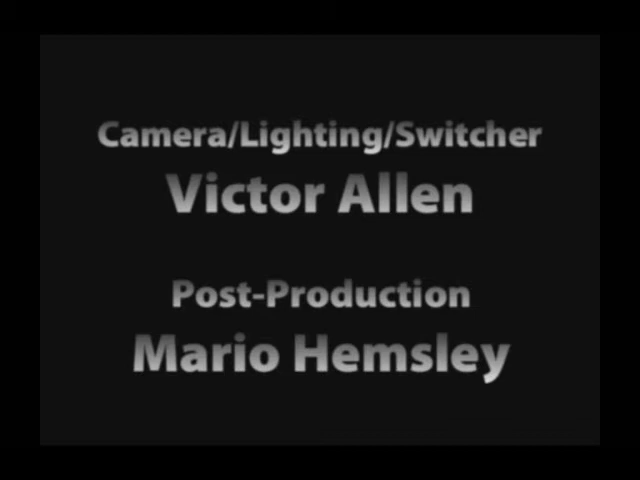 Camera/Lighting/Switcher
Victor Allen
Post-Production
Mario Hemsley